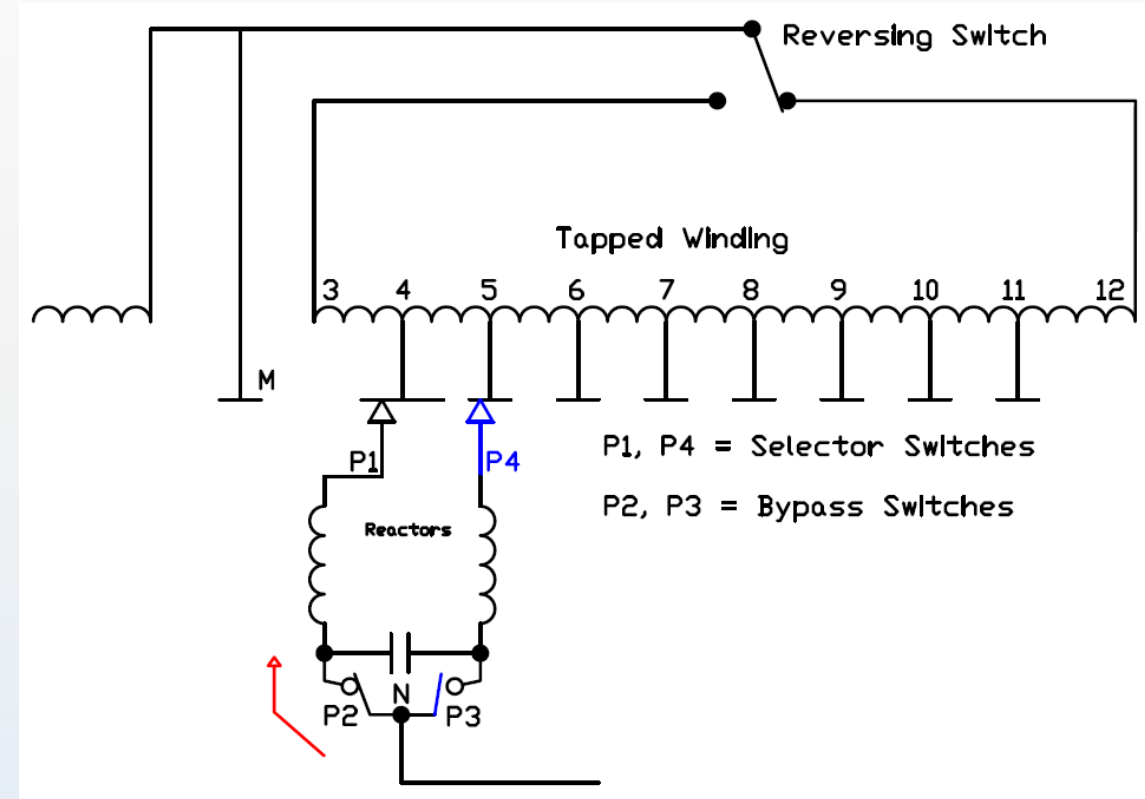 Reversing Switch
Tapped Winding
3 4 5 6 7 8 9 10 11 12
M
P1, P4 = Selector Switches
P1 P4
P2, P3 = Bypass Switches
Reactors
N
P2 P3